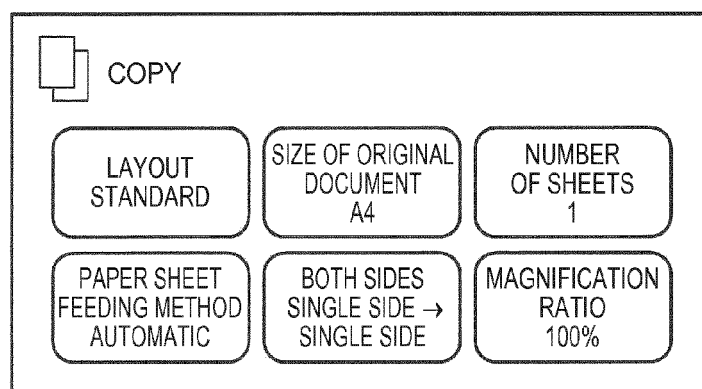 COPY
LAYOUT
STANDARD
SIZE OF ORIGINAL
DOCUMENT
A4
NUMBER
OF SHEETS
1
PAPER SHEET
FEEDING METHOD
AUTOMATIC
BOTH SIDES
SINGLE SIDE →
SINGLE SIDE
MAGNIFICATION
RATIO
100%